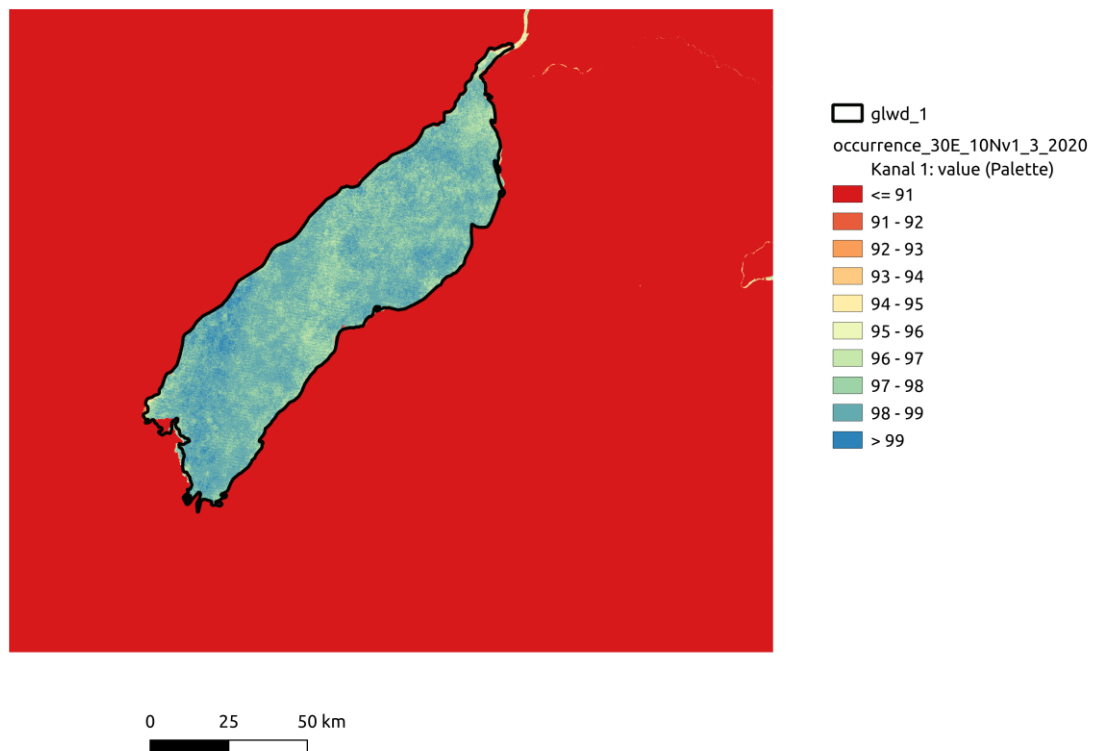 glwd_1
occurrence_30E_10Nv1_3_2020
Kanal 1: value (Palette)
<= 91
91 - 92
92 - 93
93 - 94
94 - 95
95 - 96
96 - 97
97 - 98
98 - 99
> 99
0 25 50 km